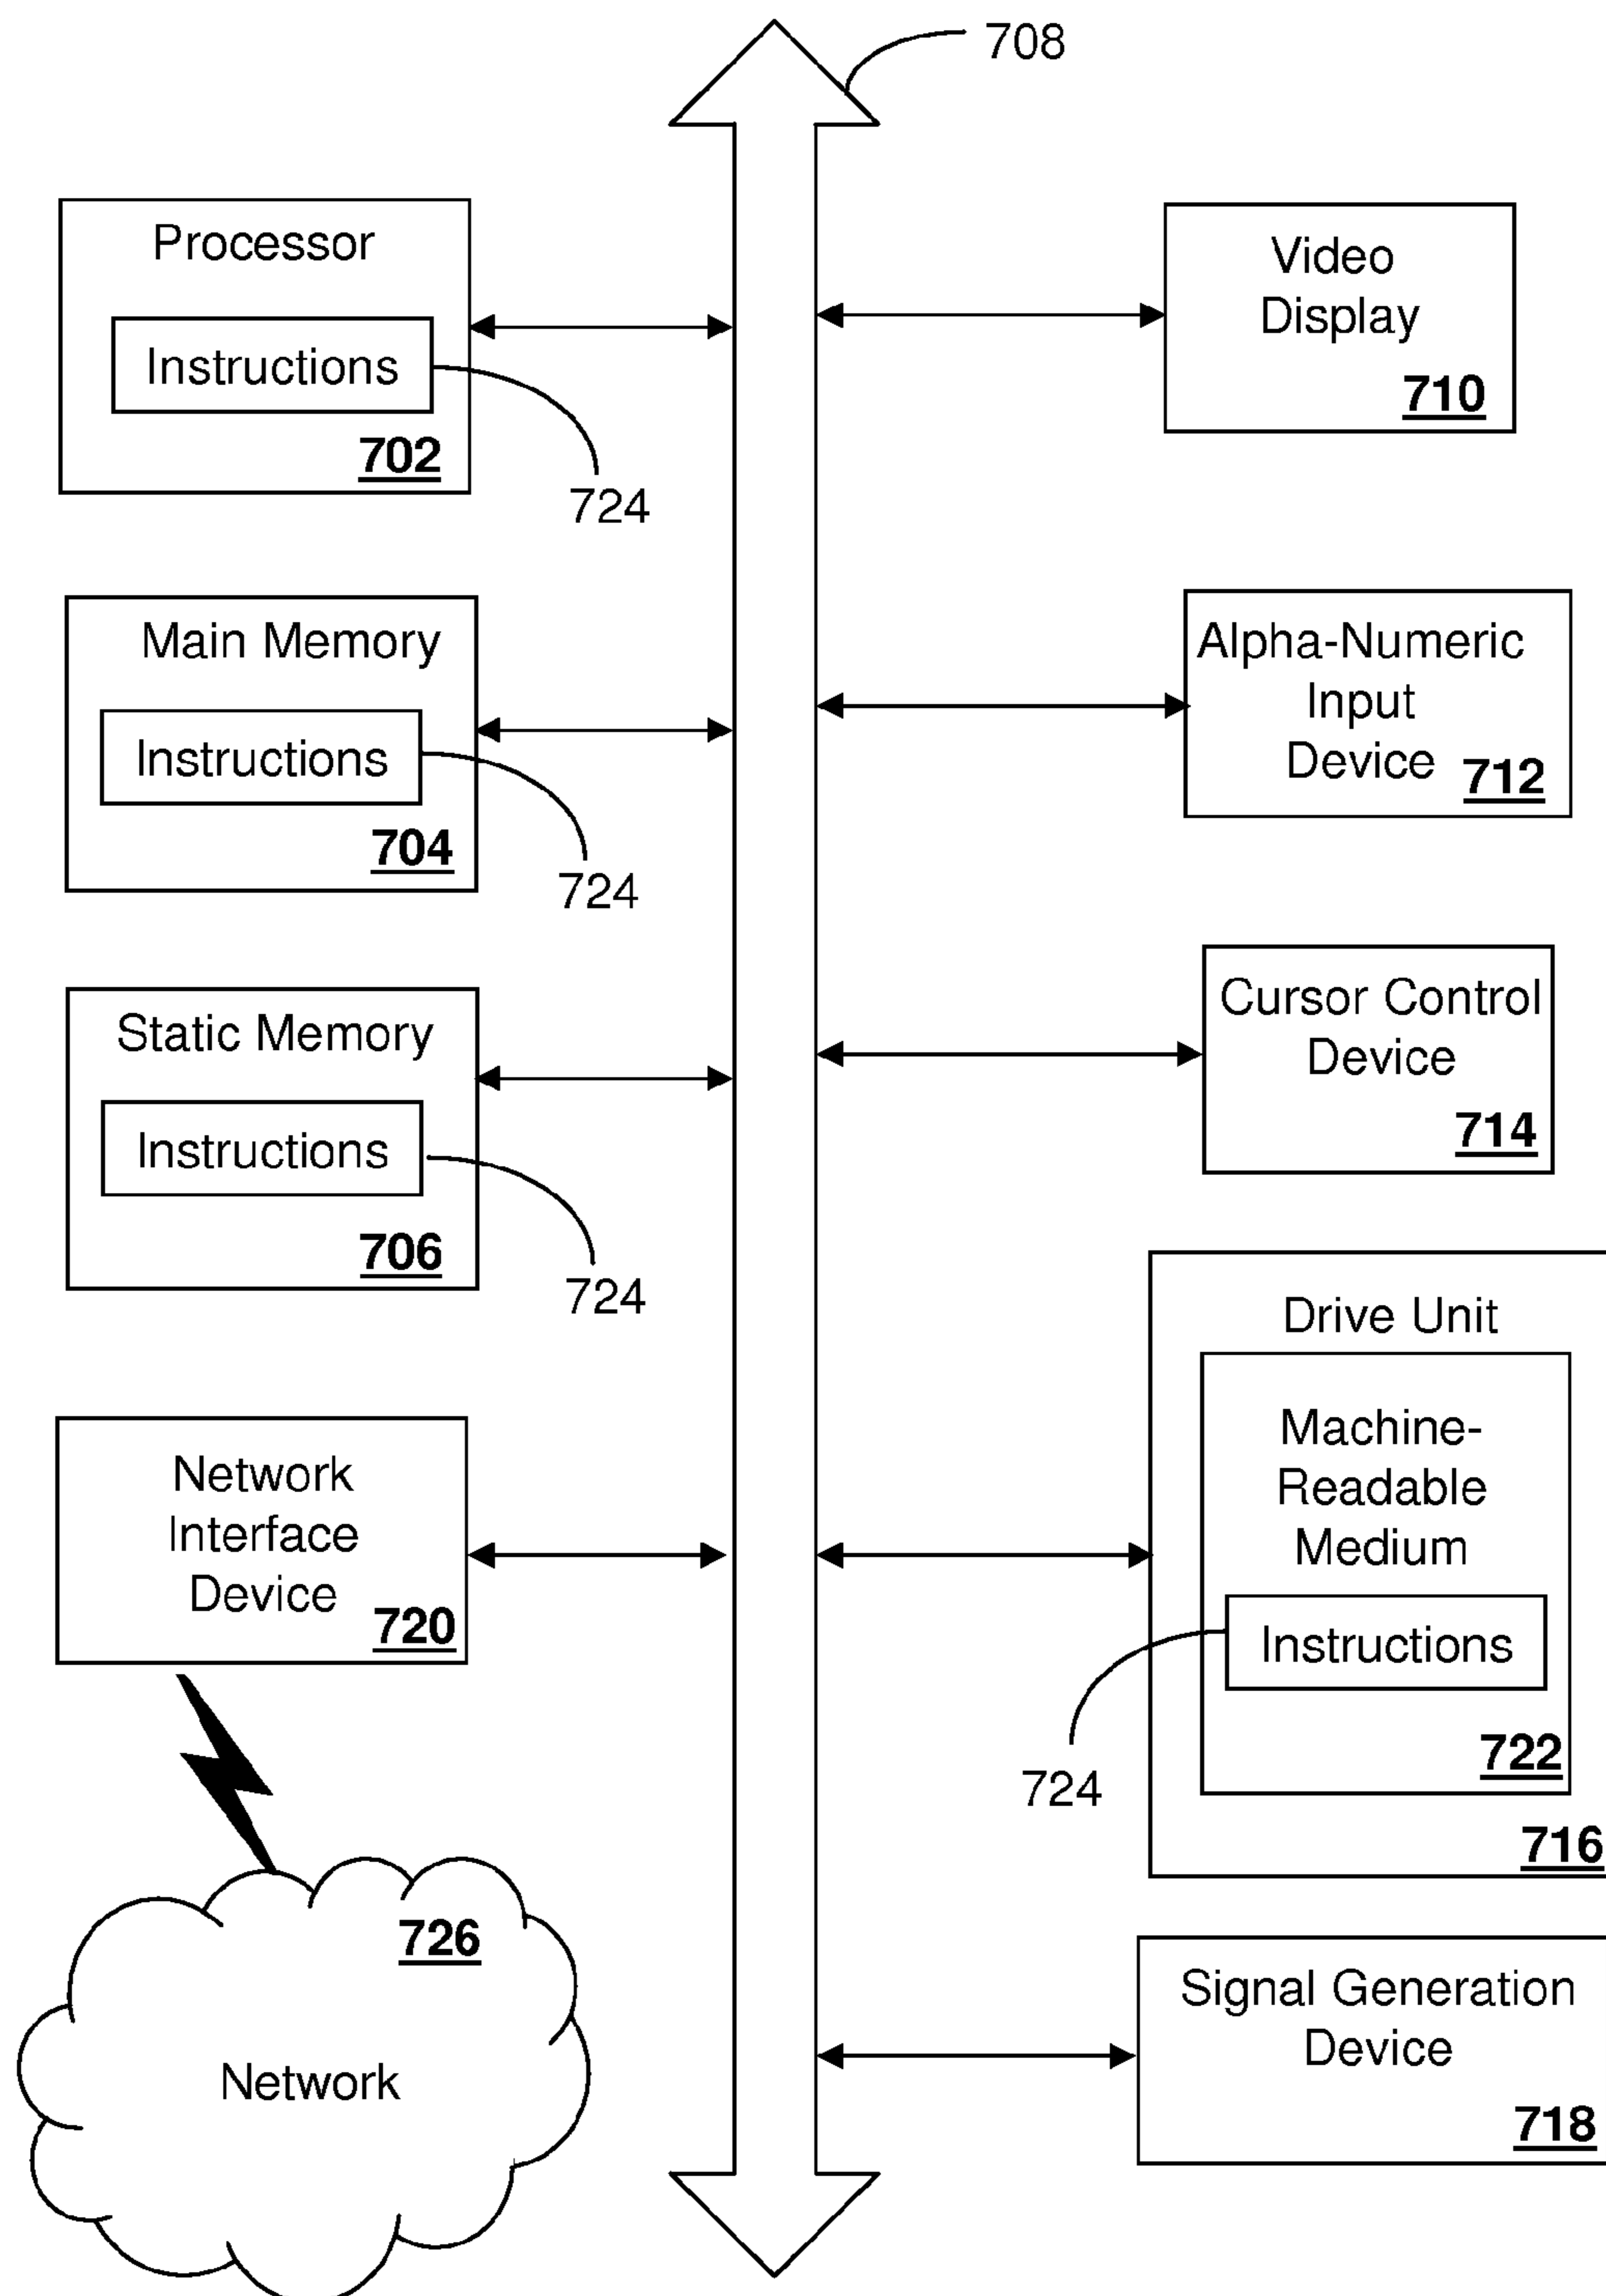 708
Processor
Instructions
702
724
Main Memory
Instructions
704
724
Static Memory
Instructions
706
724
Network
Interface
Device
720
726
Network
Video
Display
710
Alpha-Numeric
Input
Device
712
Cursor Control
Device
714
Drive Unit
Machine-
Readable
Medium
Instructions
722
724
716
Signal Generation
Device
718